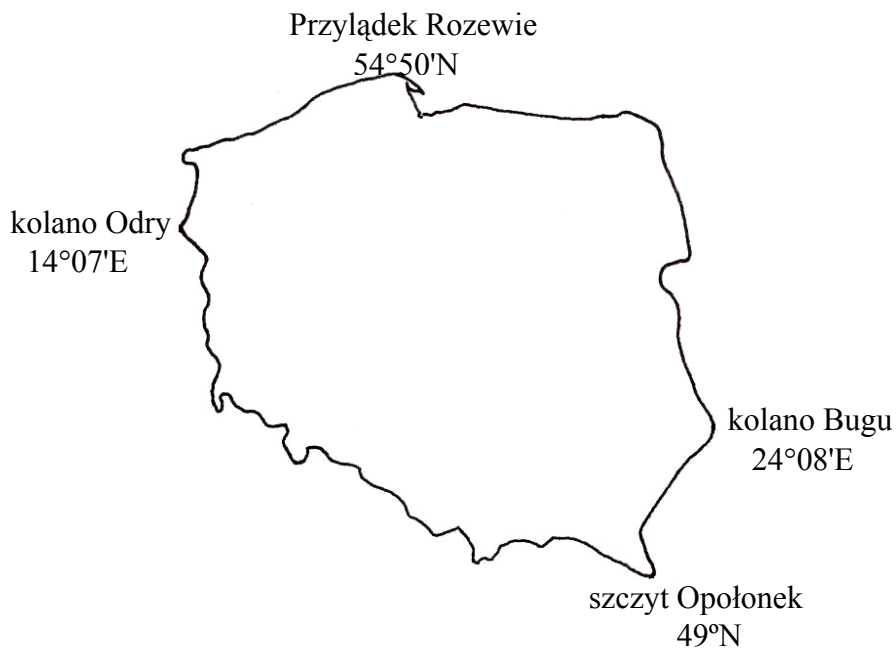 Przylądek Rozewie
54°50'N
kolano Odry
14°07'E
kolano Bugu
24°08'E
szczyt Opołonek
49ºN